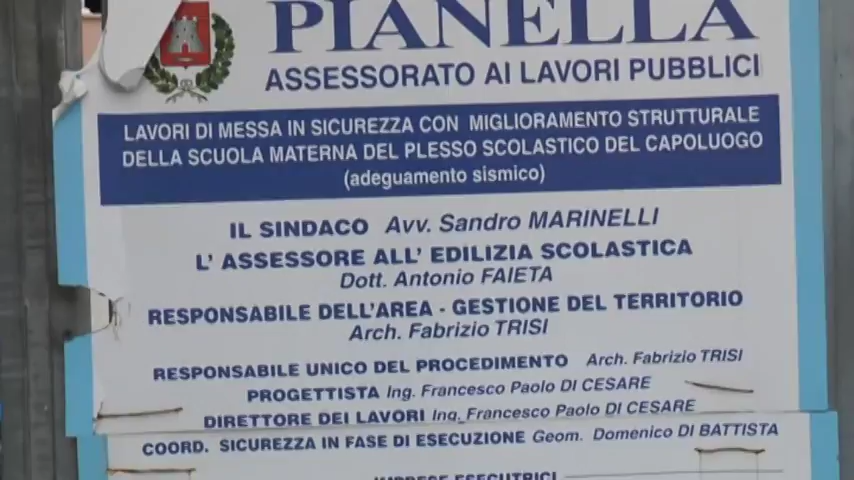 PIANELLA
ASSESSORATO AI LAVORI PUBBLICI
LAVORI DI MESSA IN SICUREZZA CON MIGLIORAMENTO STRUTTURALE
DELLA SCUOLA MATERNA DEL PLESSO SCOLASTICO DEL CAPOLUOGO
(adeguamento sismico)
IL SINDACO Avv. Sandro MARINELLI
L' ASSESSORE ALL' EDILIZIA SCOLASTICA
Dott. Antonio FAIETA
RESPONSABILE DELL'AREA - GESTIONE DEL TERRITORIO
Arch. Fabrizio TRISI
RESPONSABILE UNICO DEL PROCEDIMENTO Arch. Fabrizio TRISI
PROGETTISTA Ing. Francesco Paolo DI CESARE
DIRETTORE DEI LAVORI Ing. Francesco Paolo DI CESARE
COORD. SICUREZZA IN FASE DI ESECUZIONE Geom. Domenico DI BATTISTA
IMPRESE ESECUTRICI